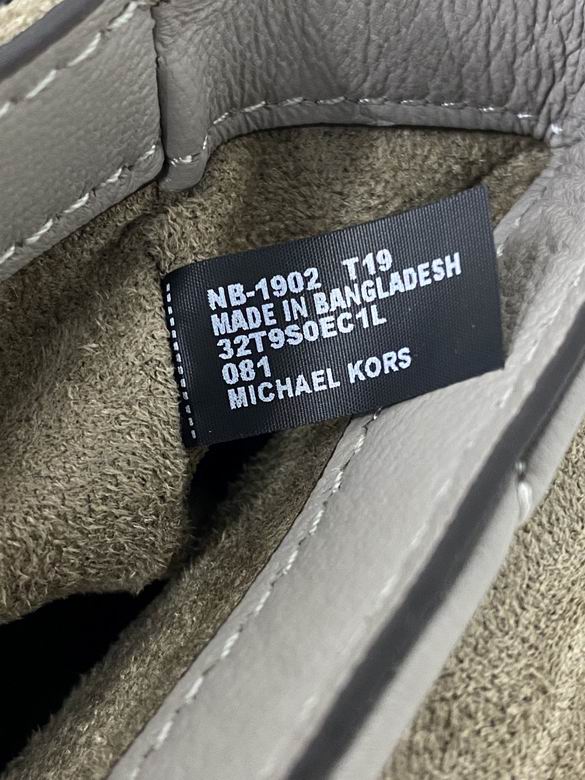 NB-1902 T19
MADE IN BANGLADESH
32T9S0EC1L
081
MICHAEL KORS